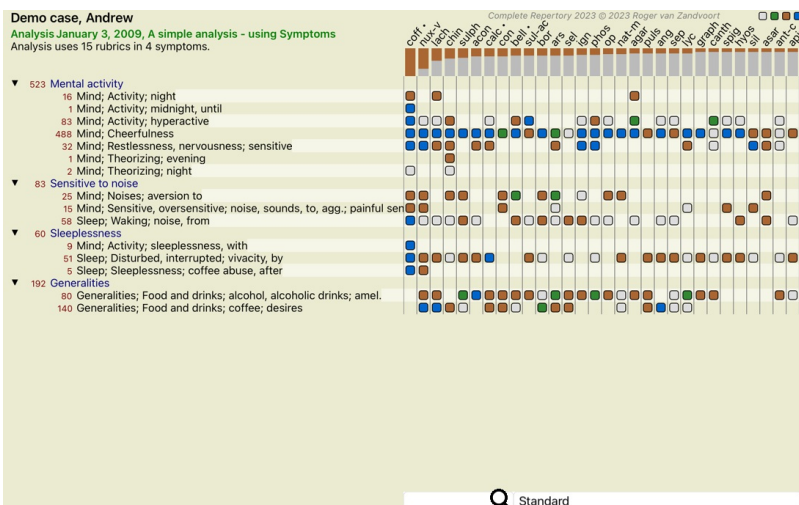 Demo case, Andrew
Complete Repertory 2023 © 2023 Roger van Zandvoort
Analysis January 3, 2009, A simple analysis - using Symptoms
Analysis uses 15 rubrics in 4 symptoms.
coff • nux-v lach chin sulph acon calc • con bell • sul-ac bor ars sel ign phos op nat-m agar puls ang sep lyc graph canth spig hyos sil asar ant-c api
523 Mental activity
16 Mind; Activity; night
1 Mind; Activity; midnight, until
83 Mind; Activity; hyperactive
488 Mind; Cheerfulness
32 Mind; Restlessness, nervousness; sensitive
1 Mind; Theorizing; evening
2 Mind; Theorizing; night
83 Sensitive to noise
25 Mind; Noises; aversion to
15 Mind; Sensitive, oversensitive; noise, sounds, to, agg.; painful sen
58 Sleep; Waking; noise, from
60 Sleeplessness
9 Mind; Activity; sleeplessness, with
51 Sleep; Disturbed, interrupted; vivacity, by
5 Sleep; Sleeplessness; coffee abuse, after
192 Generalities
80 Generalities; Food and drinks; alcohol, alcoholic drinks; amel.
140 Generalities; Food and drinks; coffee; desires
Standard